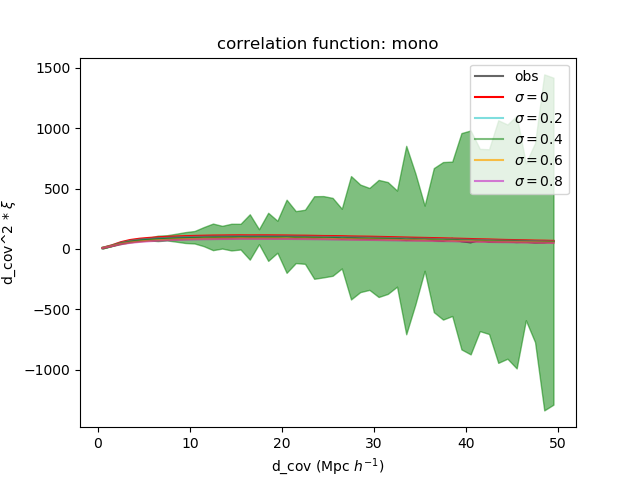 correlation function: mono
d_cov^2 * ξ
1500
1000
500
0
−500
−1000
0 10 20 30 40 50
d_cov (Mpc h⁻¹)
obs
σ = 0
σ = 0.2
σ = 0.4
σ = 0.6
σ = 0.8